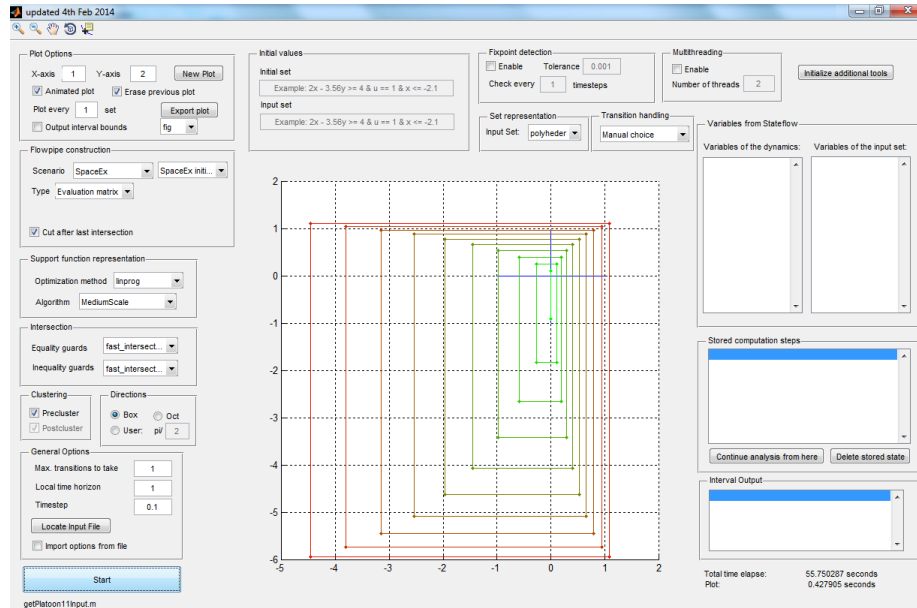 updated 4th Feb 2014
Plot Options
X-axis 1 Y-axis 2 New Plot
Animated plot Erase previous plot
Plot every 1 set Export plot
Output interval bounds fig
Flowpipe construction
Scenario SpaceEx SpaceEx initi...
Type Evaluation matrix
Cut after last intersection
Support function representation
Optimization method linprog
Algorithm MediumScale
Intersection
Equality guards fast_intersect...
Inequality guards fast_intersect...
Clustering
Precluster
Postcluster
Directions
Box Oct
User: pi/ 2
General Options
Max. transitions to take 1
Local time horizon 1
Timestep 0.1
Locate Input File
Import options from file
Start
getPlatoon11Input.m
Initial values
Initial set
Example: 2x - 3.56y >= 4 & u == 1 & x <= -2.1
Input set
Example: 2x - 3.56y >= 4 & u == 1 & x <= -2.1
Fixpoint detection
Enable Tolerance 0.001
Check every 1 timesteps
Multithreading
Enable
Number of threads 2
Initialize additional tools
Set representation
Input Set: polyheder
Transition handling
Manual choice
2
1
0
-1
-2
-3
-4
-5
-6
-5 -4 -3 -2 -1 0 1 2
Variables from Stateflow
Variables of the dynamics: Variables of the input set:
Stored computation steps
Continue analysis from here Delete stored state
Interval Output
Total time elapse: 55.750287 seconds
Plot: 0.427905 seconds